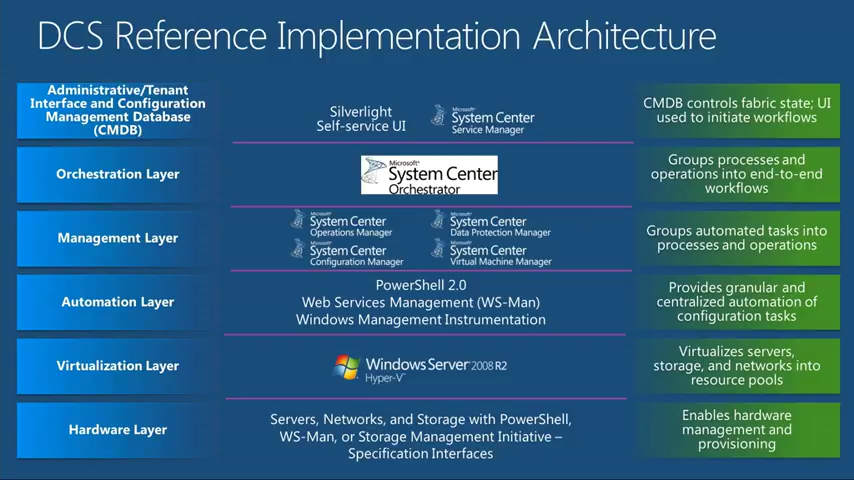 DCS Reference Implementation Architecture
Administrative/Tenant
Interface and Configuration
Management Database
(CMDB)
Silverlight
Self-service UI
Microsoft®
System Center
Service Manager
CMDB controls fabric state; UI
used to initiate workflows
Orchestration Layer
Microsoft®
System Center
Orchestrator
Groups processes and
operations into end-to-end
workflows
Management Layer
Microsoft®
System Center
Operations Manager
Microsoft®
System Center
Data Protection Manager
Microsoft®
System Center
Configuration Manager
Microsoft®
System Center
Virtual Machine Manager
Groups automated tasks into
processes and operations
Automation Layer
PowerShell 2.0
Web Services Management (WS-Man)
Windows Management Instrumentation
Provides granular and
centralized automation of
configuration tasks
Virtualization Layer
Windows Server 2008 R2
Hyper-V™
Virtualizes servers,
storage, and networks into
resource pools
Hardware Layer
Servers, Networks, and Storage with PowerShell,
WS-Man, or Storage Management Initiative –
Specification Interfaces
Enables hardware
management and
provisioning